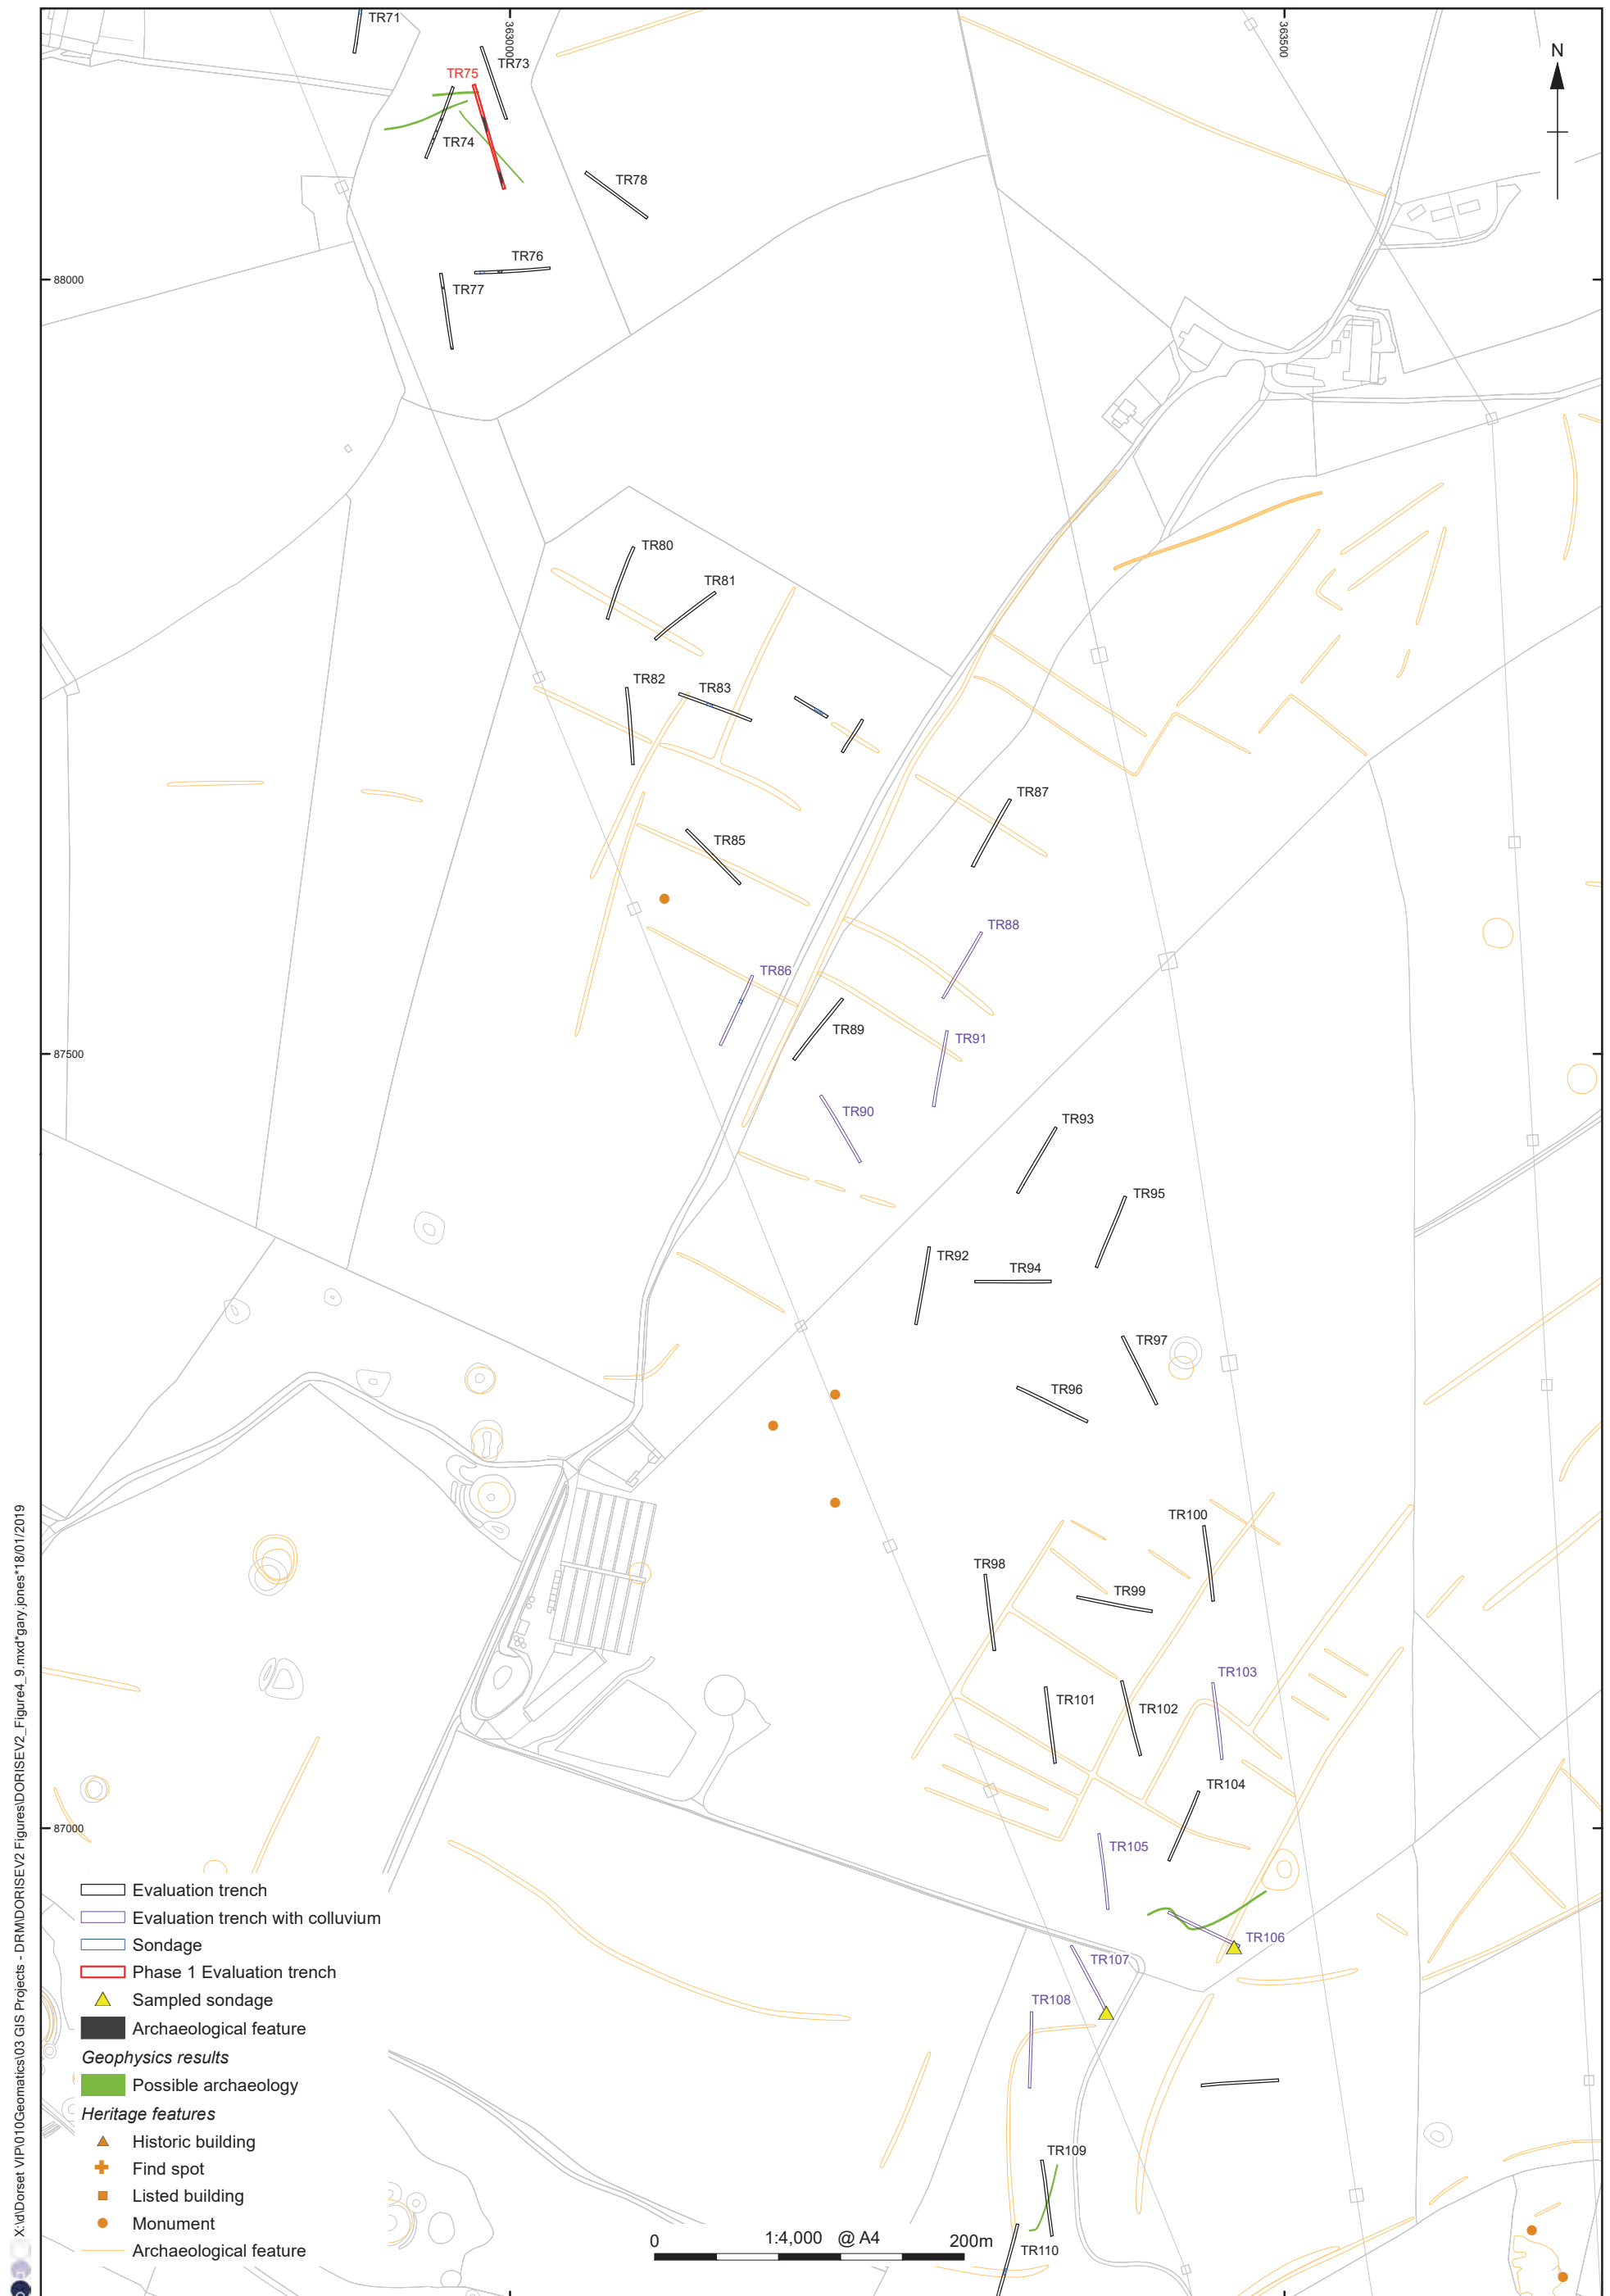 TR71
363000
363500
N
TR73
TR75
TR74
TR78
TR76
88000
TR77
TR80
TR81
TR82
TR83
TR87
TR85
TR88
TR86
TR89
TR91
87500
TR90
TR93
TR95
TR92
TR94
TR97
TR96
TR100
TR98
TR99
TR103
TR101
TR102
TR104
87000
TR105
TR106
TR107
TR108
TR109
TR110
Evaluation trench
Evaluation trench with colluvium
Sondage
Phase 1 Evaluation trench
Sampled sondage
Archaeological feature
Geophysics results
Possible archaeology
Heritage features
Historic building
Find spot
Listed building
Monument
Archaeological feature
0 1:4,000 @ A4 200m
X:\d\Dorset VIP\010Geomatics\03 GIS Projects - DRM\DORISEV2 Figures\DORISEV2_Figure4_9.mxd*gary.jones*18/01/2019